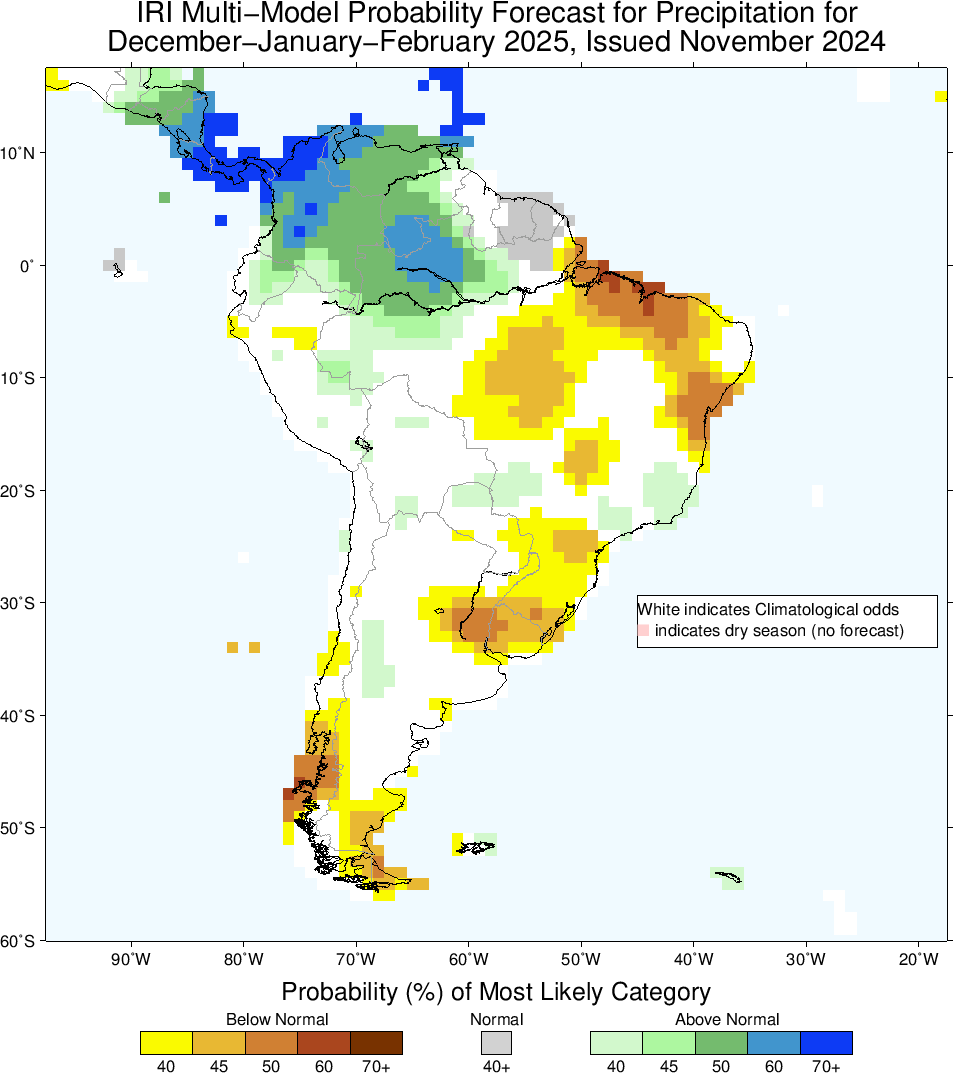 IRI Multi−Model Probability Forecast for Precipitation for
December−January−February 2025, Issued November 2024
10˚N
0˚
10˚S
20˚S
30˚S
40˚S
50˚S
60˚S
White indicates Climatological odds
indicates dry season (no forecast)
90˚W 80˚W 70˚W 60˚W 50˚W 40˚W 30˚W 20˚W
Probability (%) of Most Likely Category
Below Normal Normal Above Normal
40 45 50 60 70+ 40+ 40 45 50 60 70+